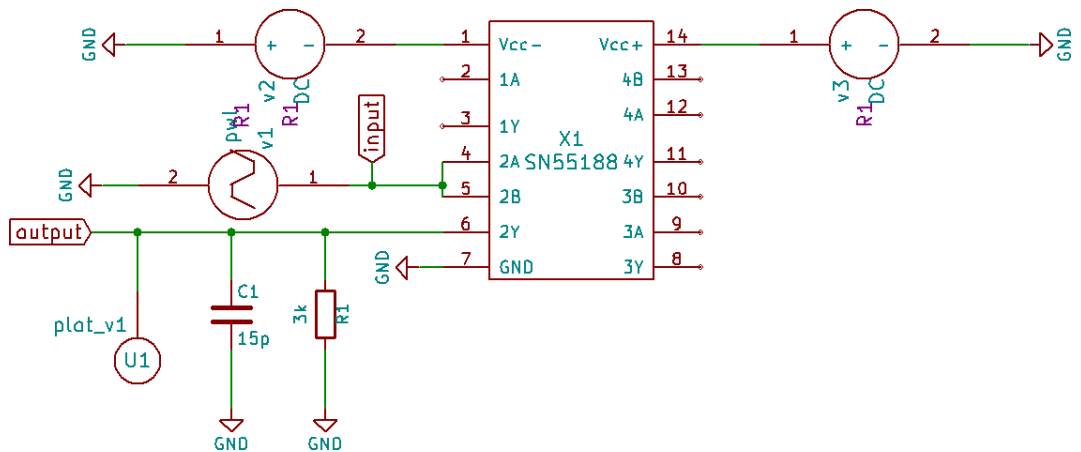 GND
1
+
-
2
v2
DC
R1
R1
pwl
v1
GND
2
1
input
output
plot_v1
U1
C1
15p
3k
R1
GND
GND
GND
1
Vcc-
2
1A
3
1Y
4
2A
5
2B
6
2Y
7
GND
X1
SN55188
Vcc+
14
4B
13
4A
12
4Y
11
3B
10
3A
9
3Y
8
1
+
-
2
v3
DC
R1
GND